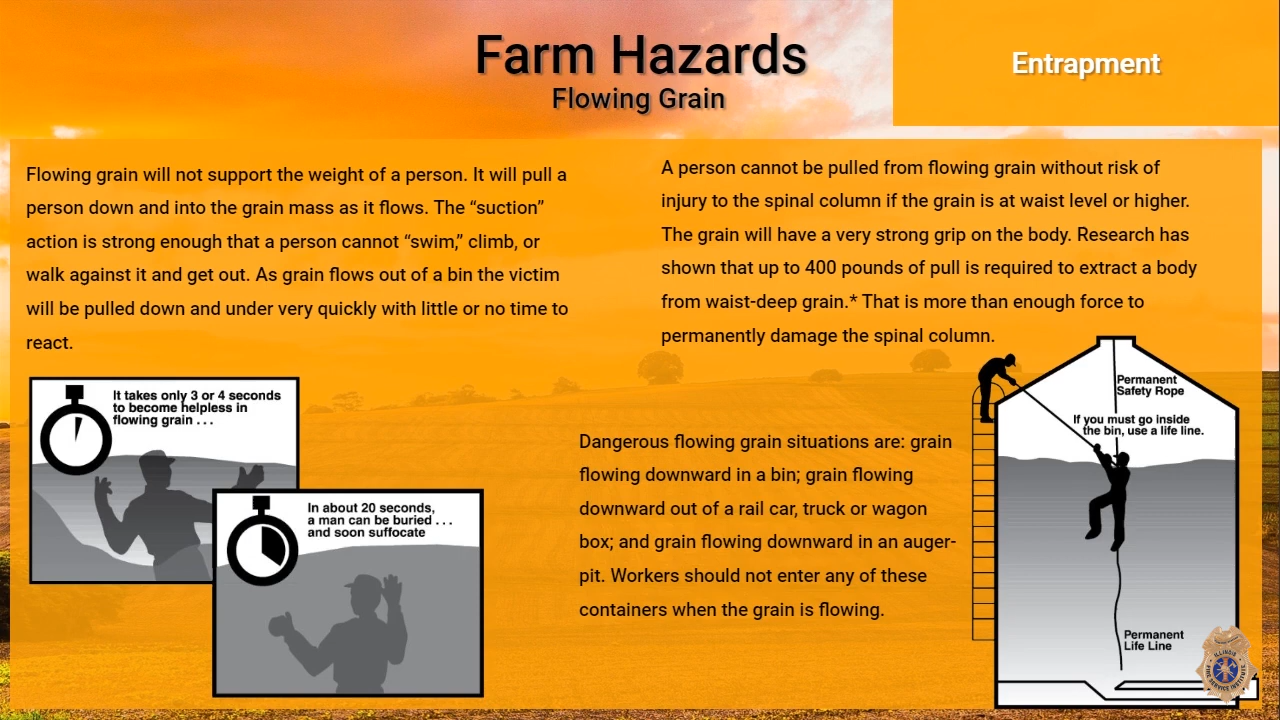 Farm Hazards
Flowing Grain
Entrapment
Flowing grain will not support the weight of a person. It will pull a
person down and into the grain mass as it flows. The “suction”
action is strong enough that a person cannot “swim,” climb, or
walk against it and get out. As grain flows out of a bin the victim
will be pulled down and under very quickly with little or no time to
react.
A person cannot be pulled from flowing grain without risk of
injury to the spinal column if the grain is at waist level or higher.
The grain will have a very strong grip on the body. Research has
shown that up to 400 pounds of pull is required to extract a body
from waist-deep grain.* That is more than enough force to
permanently damage the spinal column.
It takes only 3 or 4 seconds
to become helpless in
flowing grain . . .
In about 20 seconds,
a man can be buried . . .
and soon suffocate
Dangerous flowing grain situations are: grain
flowing downward in a bin; grain flowing
downward out of a rail car, truck or wagon
box; and grain flowing downward in an auger-
pit. Workers should not enter any of these
containers when the grain is flowing.
Permanent
Safety Rope
If you must go inside
the bin, use a life line.
Permanent
Life Line
ILLINOIS
FIRE SERVICE INSTITUTE